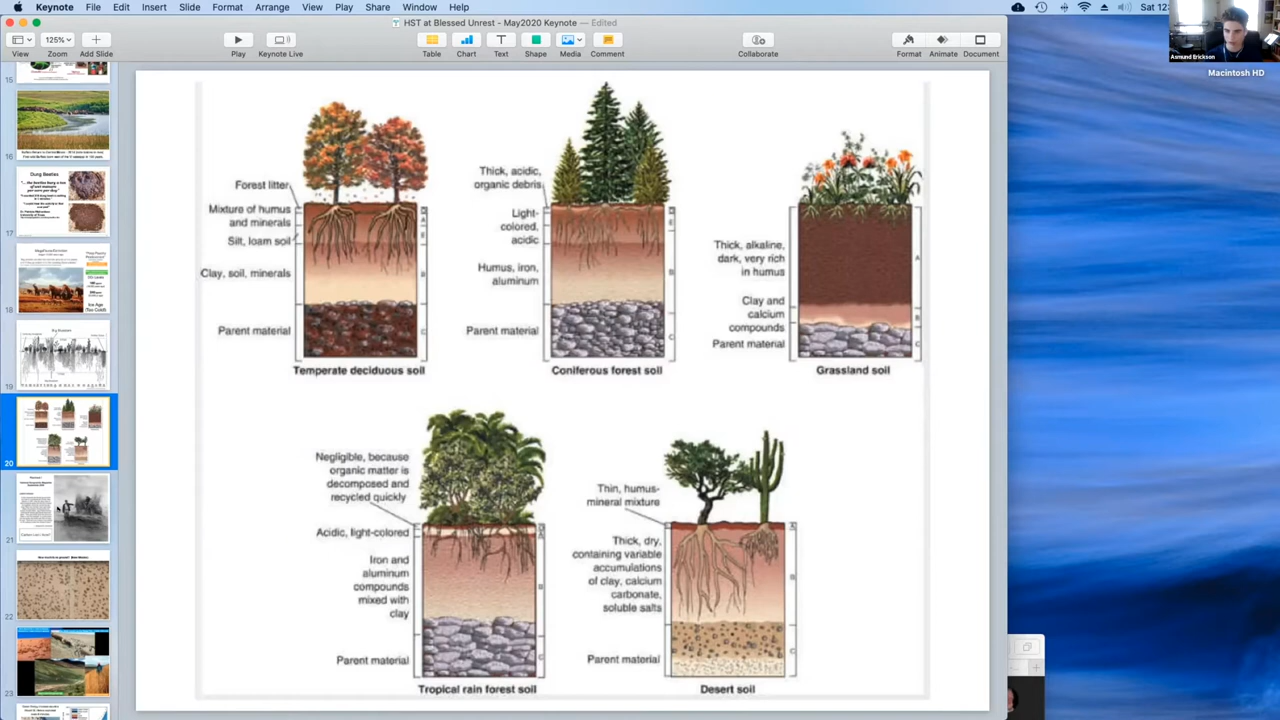 Keynote File Edit Insert Slide Format Arrange View Play Share Window Help
Sat 12:
HST at Blessed Unrest - May2020 Keynote — Edited
125%
View Zoom Add Slide Play Keynote Live Table Chart Text Shape Media Comment Collaborate Format Animate Document
Asmund Erickson
Macintosh HD
15
16
Dung Beetles
17
18
Ice Age
(Too Cold)
19
20
21
22
23
Forest litter
Mixture of humus
and minerals
Silt, loam soil
Clay, soil, minerals
Parent material
Temperate deciduous soil
Thick, acidic,
organic debris
Light-
colored,
acidic
Humus, iron,
aluminum
Parent material
Coniferous forest soil
Thick, alkaline,
dark, very rich
in humus
Clay and
calcium
compounds
Parent material
A
B
C
Grassland soil
Negligible, because
organic matter is
decomposed and
recycled quickly
Acidic, light-colored
Iron and
aluminum
compounds
mixed with
clay
Parent material
Tropical rain forest soil
Thin, humus-
mineral mixture
Thick, dry,
containing variable
accumulations
of clay, calcium
carbonate,
soluble salts
Parent material
Desert soil